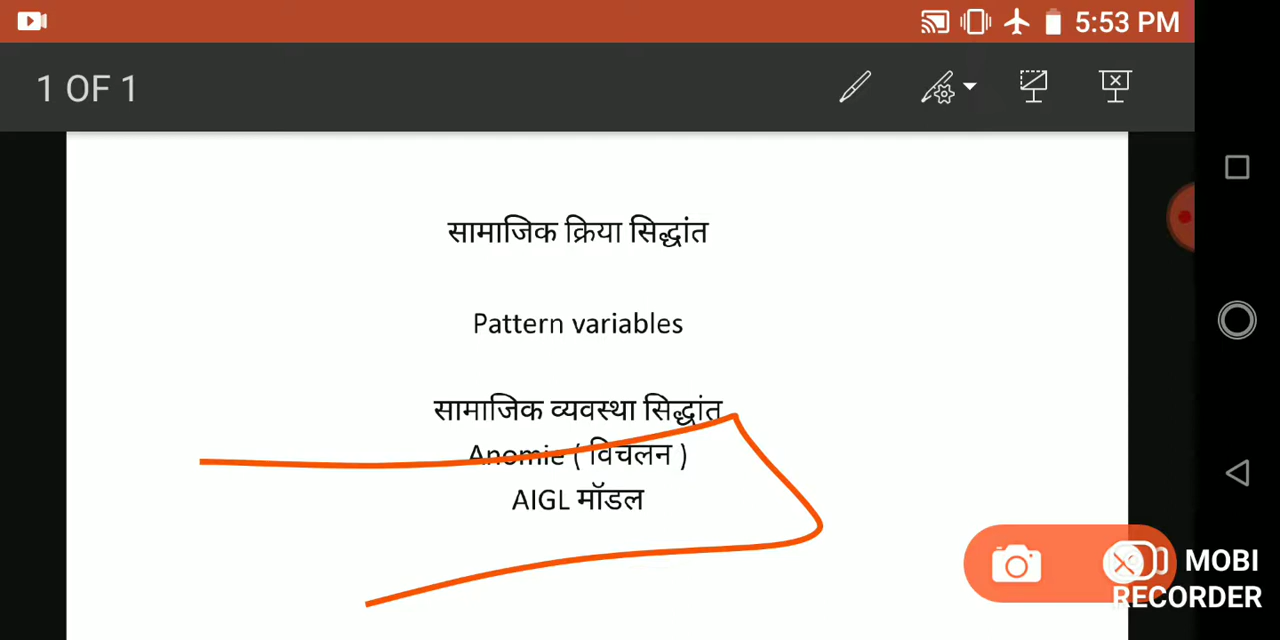 5:53 PM
1 OF 1
सामाजिक क्रिया सिद्धांत
Pattern variables
सामाजिक व्यवस्था सिद्धांत
Anomie ( विचलन )
AIGL मॉडल
MOBI
RECORDER